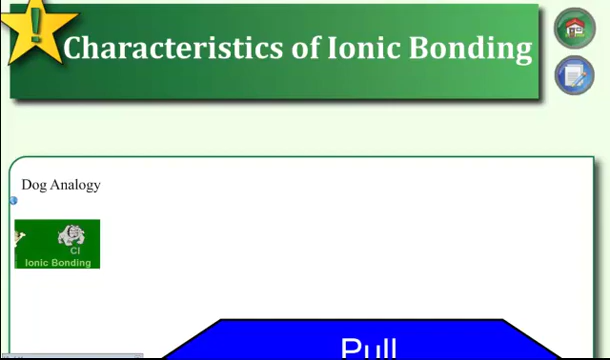 Characteristics of Ionic Bonding
Dog Analogy
Cl
Ionic Bonding
Pull